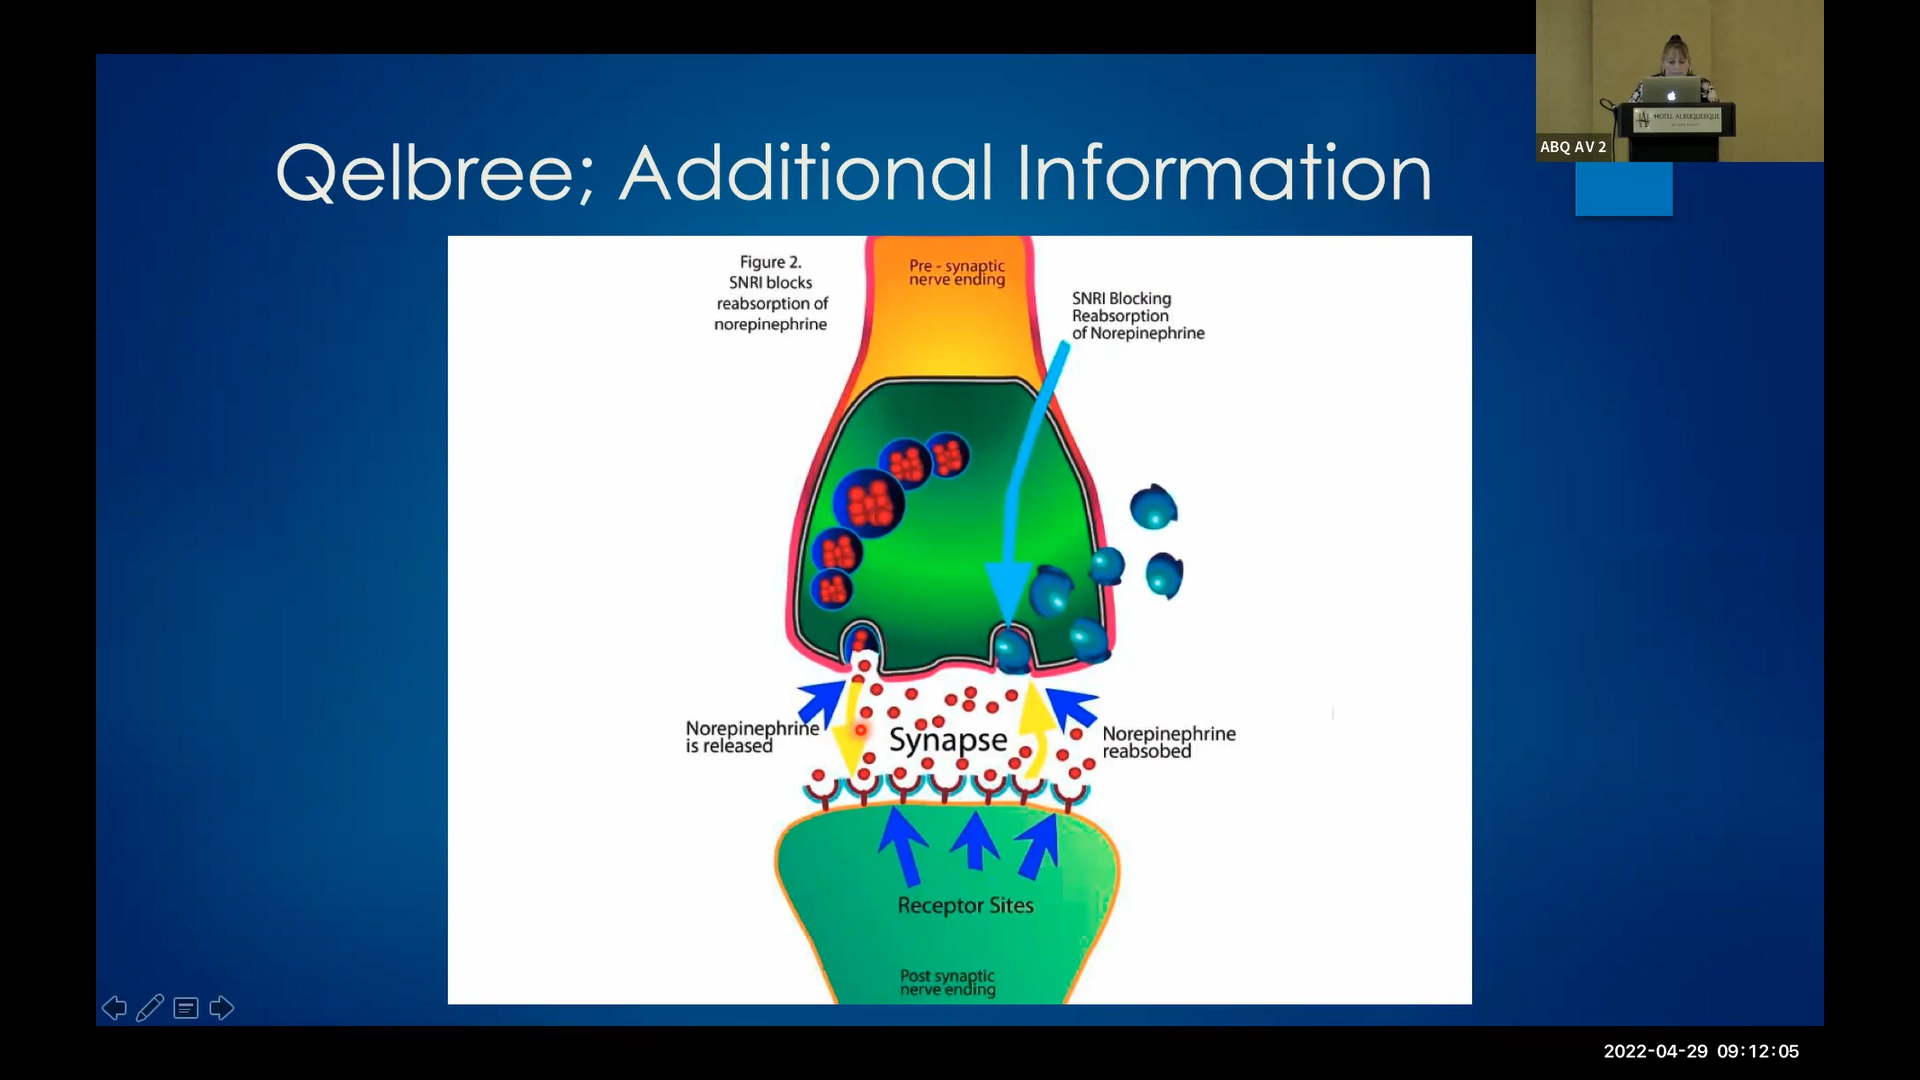 Qelbree; Additional Information
ABQ AV 2
HOTEL ALBUQUERQUE
Figure 2.
SNRI blocks
reabsorption of
norepinephrine
Pre - synaptic
nerve ending
SNRI Blocking
Reabsorption
of Norepinephrine
Norepinephrine
is released
Synapse
Norepinephrine
reabsobed
Receptor Sites
Post synaptic
nerve ending
2022-04-29 09:12:05